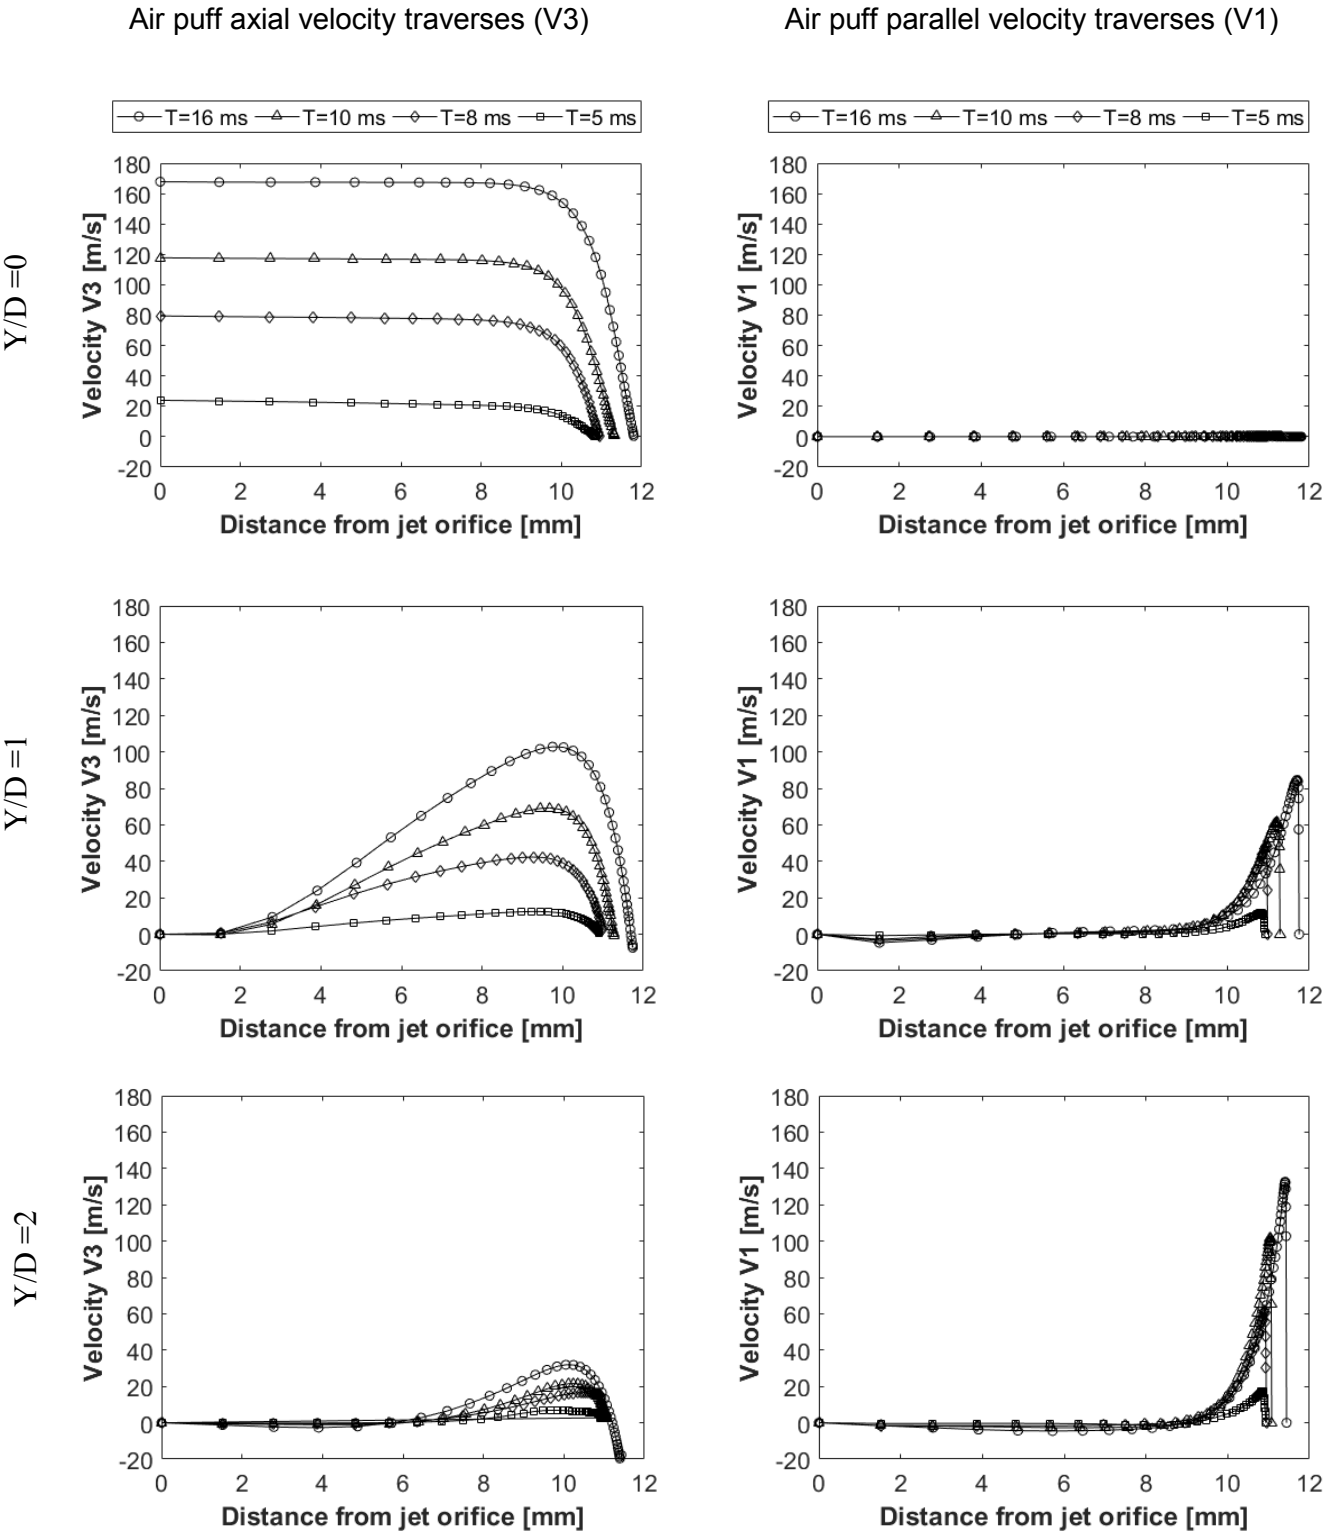 Air puff axial velocity traverses (V3)
Air puff parallel velocity traverses (V1)
T=16 ms T=10 ms T=8 ms T=5 ms
T=16 ms T=10 ms T=8 ms T=5 ms
Y/D =0
Velocity V3 [m/s]
180
160
140
120
100
80
60
40
20
0
-20
0 2 4 6 8 10 12
Distance from jet orifice [mm]
Velocity V1 [m/s]
180
160
140
120
100
80
60
40
20
0
-20
0 2 4 6 8 10 12
Distance from jet orifice [mm]
Y/D =1
Velocity V3 [m/s]
180
160
140
120
100
80
60
40
20
0
-20
0 2 4 6 8 10 12
Distance from jet orifice [mm]
Velocity V1 [m/s]
180
160
140
120
100
80
60
40
20
0
-20
0 2 4 6 8 10 12
Distance from jet orifice [mm]
Y/D =2
Velocity V3 [m/s]
180
160
140
120
100
80
60
40
20
0
-20
0 2 4 6 8 10 12
Distance from jet orifice [mm]
Velocity V1 [m/s]
180
160
140
120
100
80
60
40
20
0
-20
0 2 4 6 8 10 12
Distance from jet orifice [mm]